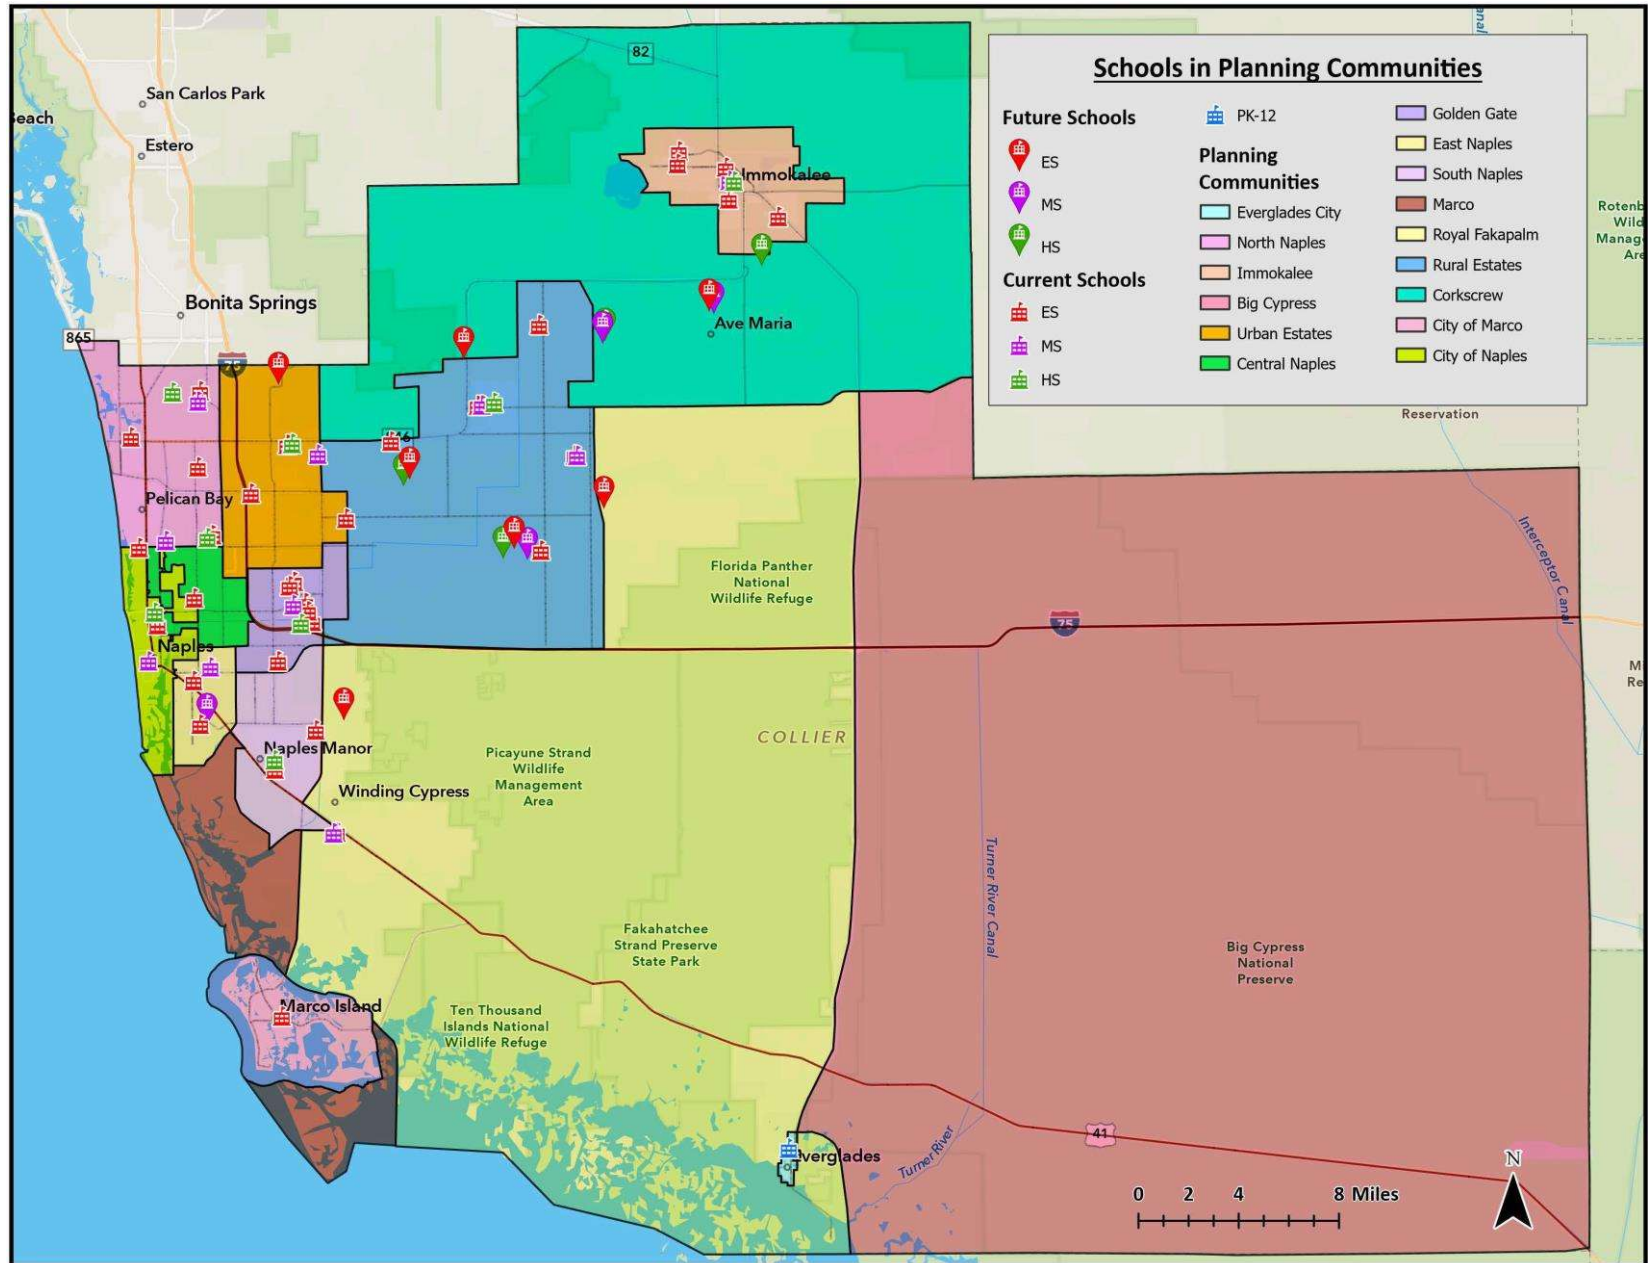 Schools in Planning Communities
Future Schools
ES
MS
HS
Current Schools
ES
MS
HS
PK-12
Planning
Communities
Everglades City
North Naples
Immokalee
Big Cypress
Urban Estates
Central Naples
Golden Gate
East Naples
South Naples
Marco
Royal Fakapalm
Rural Estates
Corkscrew
City of Marco
City of Naples
82
San Carlos Park
Estero
Bonita Springs
865
75
Immokalee
Ave Maria
Pelican Bay
Naples
Naples Manor
Winding Cypress
Marco Island
COLLIER
Florida Panther
National
Wildlife Refuge
75
Picayune Strand
Wildlife
Management
Area
Fakahatchee
Strand Preserve
State Park
Ten Thousand
Islands National
Wildlife Refuge
Turner River Canal
Turner River
Big Cypress
National
Preserve
Interceptor Canal
Reservation
41
N
0 2 4 8 Miles